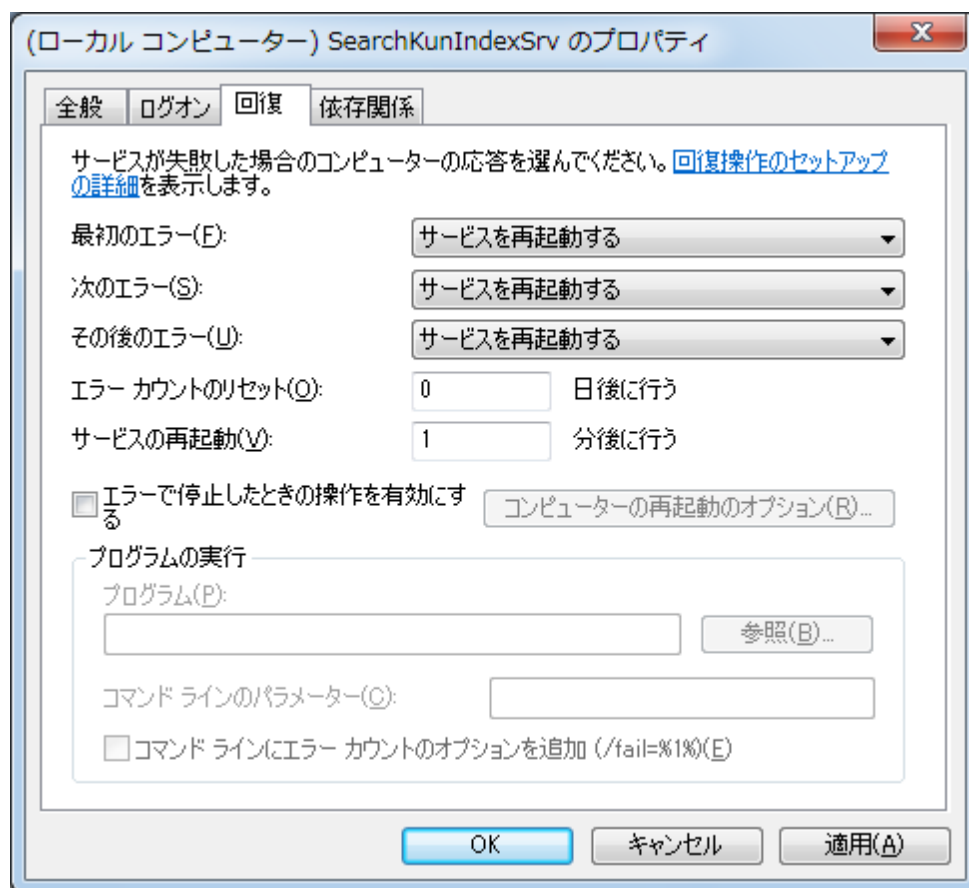 (ローカル コンピューター) SearchKunIndexSrv のプロパティ
全般 ログオン 回復 依存関係
サービスが失敗した場合のコンピューターの応答を選んでください。回復操作のセットアップ
の詳細を表示します。
最初のエラー(F): サービスを再起動する
次のエラー(S): サービスを再起動する
その後のエラー(U): サービスを再起動する
エラー カウントのリセット(O): 0 日後に行う
サービスの再起動(V): 1 分後に行う
エラーで停止したときの操作を有効にす
る
コンピューターの再起動のオプション(R)...
プログラムの実行
プログラム(P):
参照(B)...
コマンド ラインのパラメーター(C):
コマンド ラインにエラー カウントのオプションを追加 (/fail=%1%)(E)
OK キャンセル 適用(A)